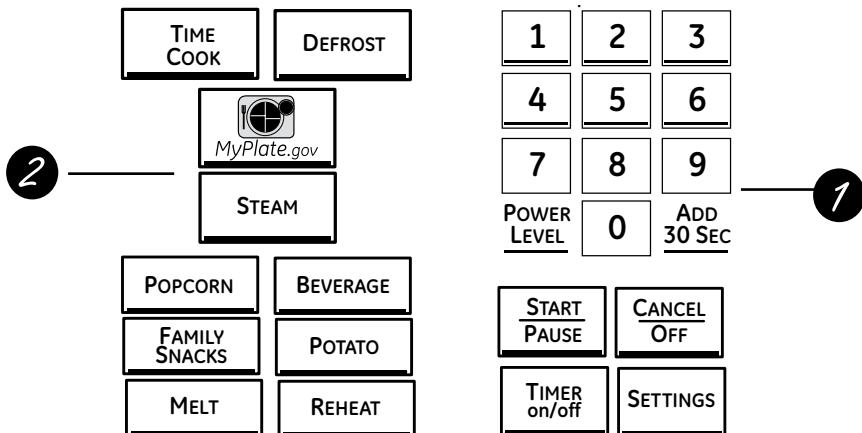 TIME
COOK
DEFROST
MyPlate.gov
STEAM
2
POPCORN
BEVERAGE
FAMILY
SNACKS
POTATO
MELT
REHEAT
1 2 3
4 5 6
7 8 9
POWER
LEVEL
0
ADD
30 SEC
1
START
PAUSE
CANCEL
OFF
TIMER
on/off
SETTINGS